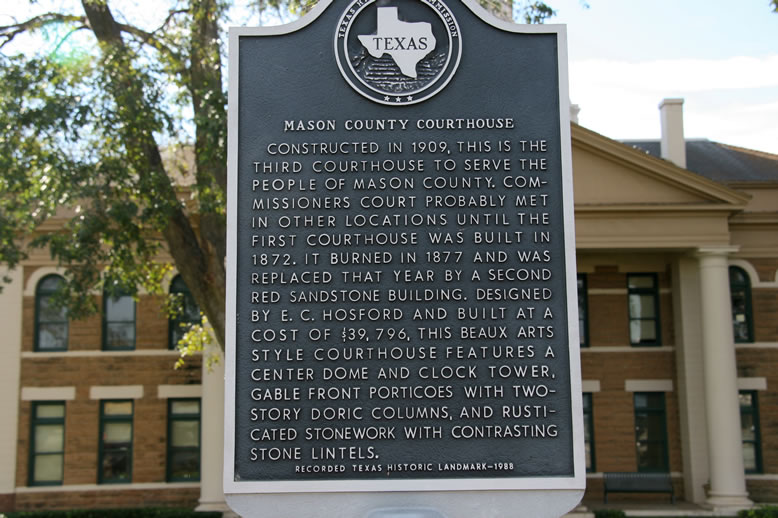 TEXAS H
MISSION
TEXAS
MASON COUNTY COURTHOUSE
CONSTRUCTED IN 1909, THIS IS THE
THIRD COURTHOUSE TO SERVE THE
PEOPLE OF MASON COUNTY. COM-
MISSIONERS COURT PROBABLY MET
IN OTHER LOCATIONS UNTIL THE
FIRST COURTHOUSE WAS BUILT IN
1872. IT BURNED IN 1877 AND WAS
REPLACED THAT YEAR BY A SECOND
RED SANDSTONE BUILDING. DESIGNED
BY E. C. HOSFORD AND BUILT AT A
COST OF $39,796, THIS BEAUX ARTS
STYLE COURTHOUSE FEATURES A
CENTER DOME AND CLOCK TOWER,
GABLE FRONT PORTICOES WITH TWO-
STORY DORIC COLUMNS, AND RUSTI-
CATED STONEWORK WITH CONTRASTING
STONE LINTELS.
RECORDED TEXAS HISTORIC LANDMARK-1988